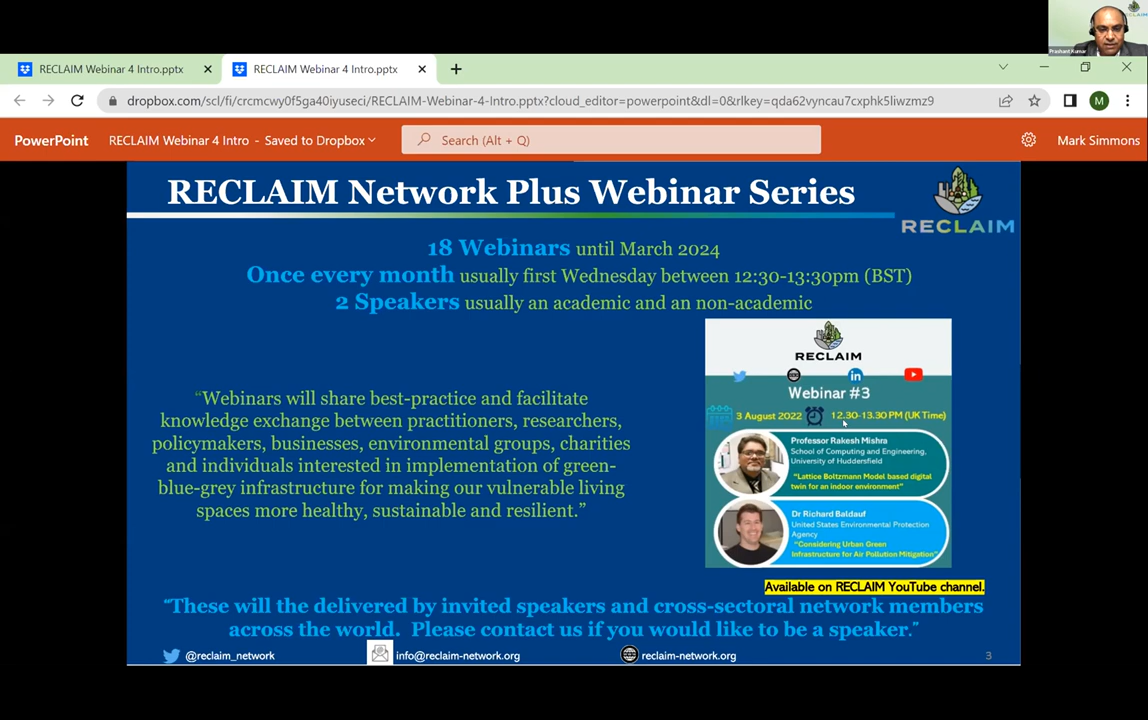 RECLAIM
Prashant Kumar
RECLAIM Webinar 4 Intro.pptx
RECLAIM Webinar 4 Intro.pptx
dropbox.com/scl/fi/crcmcwy0f5ga40iyuseci/RECLAIM-Webinar-4-Intro.pptx?cloud_editor=powerpoint&dl=0&rlkey=qda62vyncau7cxphk5liwzmz9
M
PowerPoint
RECLAIM Webinar 4 Intro - Saved to Dropbox
Search (Alt + Q)
Mark Simmons
RECLAIM Network Plus Webinar Series
RECLAIM
18 Webinars until March 2024
Once every month usually first Wednesday between 12:30-13:30pm (BST)
2 Speakers usually an academic and an non-academic
"Webinars will share best-practice and facilitate
knowledge exchange between practitioners, researchers,
policymakers, businesses, environmental groups, charities
and individuals interested in implementation of green-
blue-grey infrastructure for making our vulnerable living
spaces more healthy, sustainable and resilient."
RECLAIM
Webinar #3
3 August 2022
12.30-13.30 PM (UK Time)
Professor Rakesh Mishra
School of Computing and Engineering,
University of Huddersfield
"Lattice Boltzmann Model based digital
twin for an indoor environment"
Dr Richard Baldauf
United States Environmental Protection
Agency
"Considering Urban Green
Infrastructure for Air Pollution Mitigation"
Available on RECLAIM YouTube channel.
"These will the delivered by invited speakers and cross-sectoral network members
across the world. Please contact us if you would like to be a speaker."
@reclaim_network
info@reclaim-network.org
reclaim-network.org
3